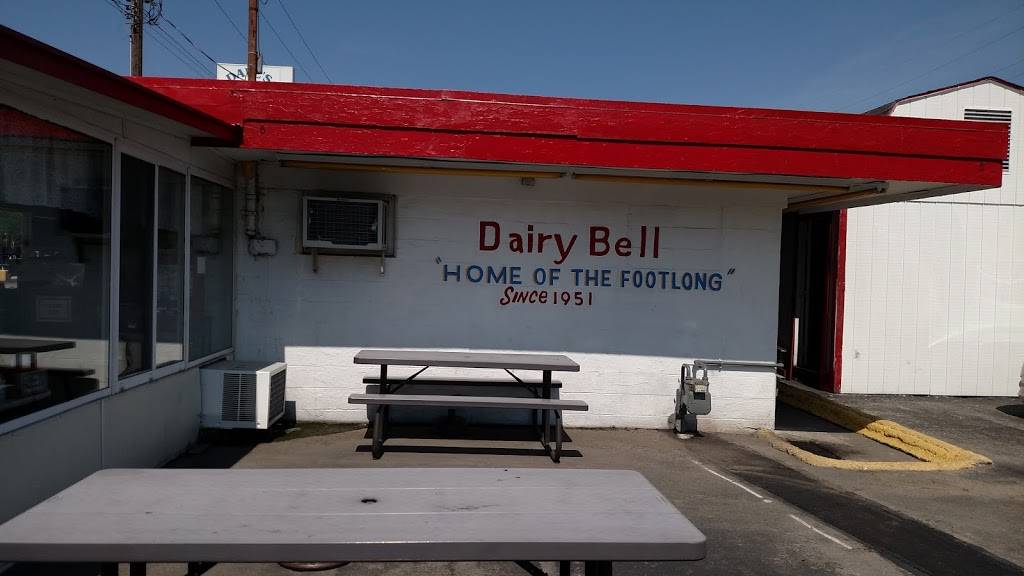 Dairy Bell
"HOME OF THE FOOTLONG"
SINCE 1951